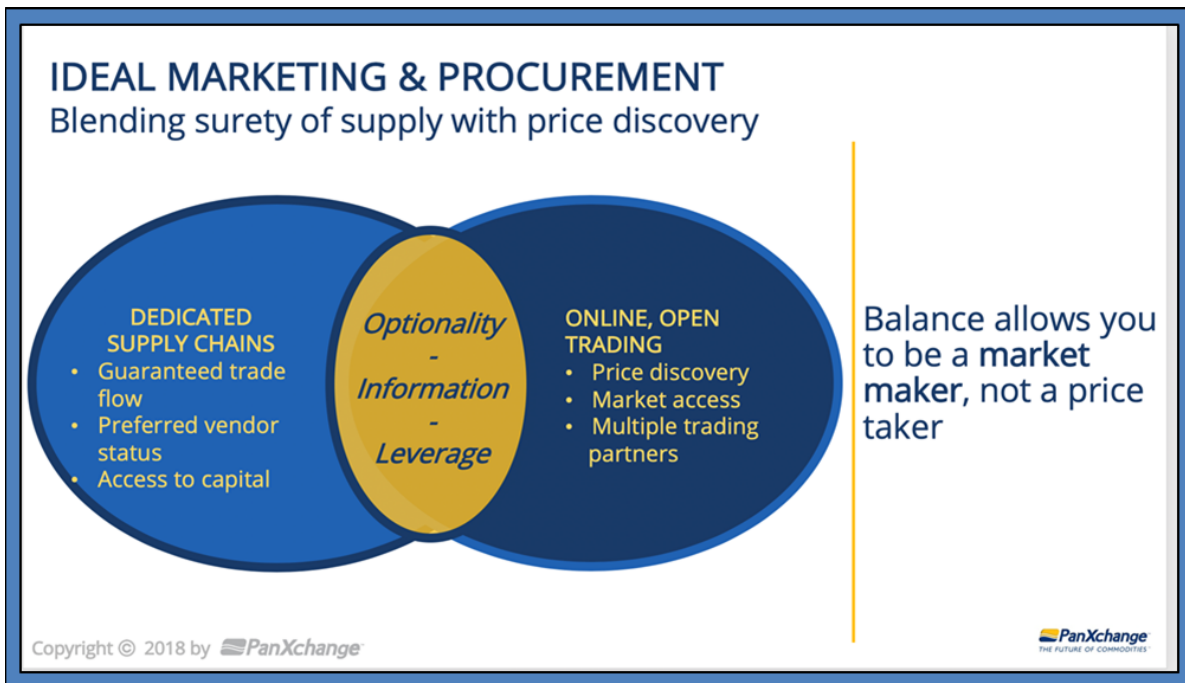 IDEAL MARKETING & PROCUREMENT
Blending surety of supply with price discovery
DEDICATED
SUPPLY CHAINS
• Guaranteed trade
flow
• Preferred vendor
status
• Access to capital
Optionality
-
Information
-
Leverage
ONLINE, OPEN
TRADING
• Price discovery
• Market access
• Multiple trading
partners
Balance allows you
to be a market
maker, not a price
taker
Copyright © 2018 by PanXchange
PanXchange
THE FUTURE OF COMMODITIES